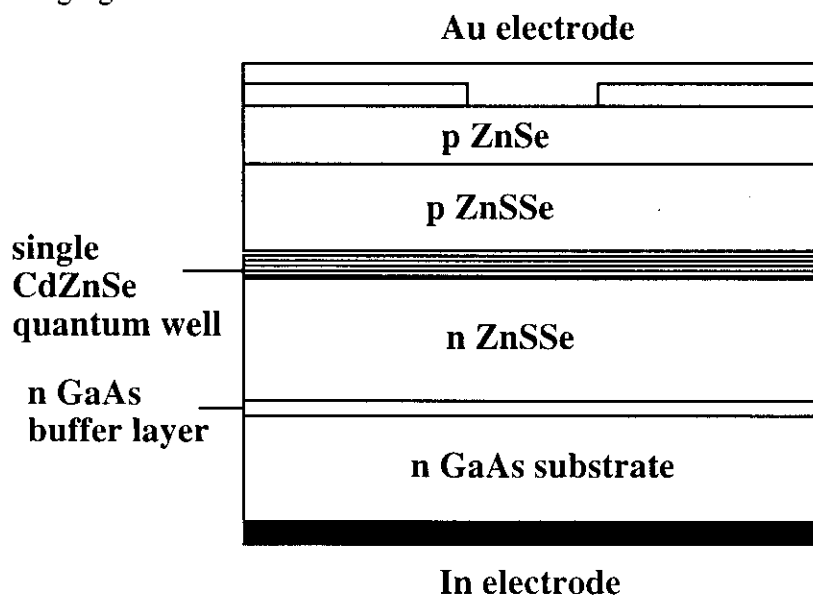 Au electrode
p ZnSe
p ZnSSe
single
CdZnSe
quantum well
n ZnSSe
n GaAs
buffer layer
n GaAs substrate
In electrode